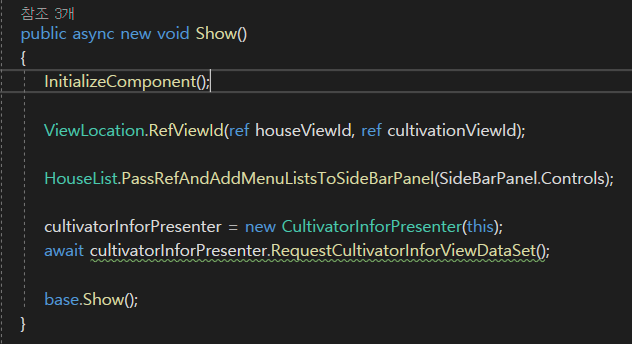 참조 3개
public async new void Show()
{
InitializeComponent();
ViewLocation.RefViewId(ref houseViewId, ref cultivationViewId);
HouseList.PassRefAndAddMenuListsToSideBarPanel(SideBarPanel.Controls);
cultivatorInforPresenter = new CultivatorInforPresenter(this);
await cultivatorInforPresenter.RequestCultivatorInforViewDataSet();
base.Show();
}